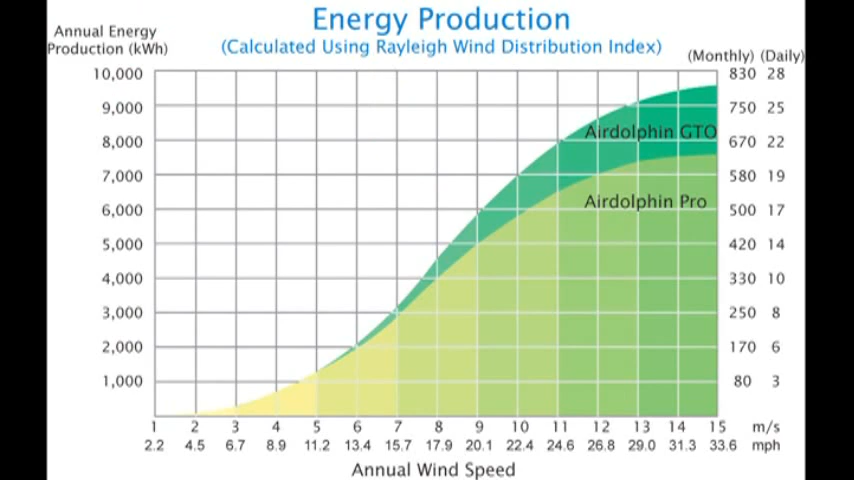 Energy Production
(Calculated Using Rayleigh Wind Distribution Index)
Annual Energy
Production (kWh)
(Monthly) (Daily)
10,000 830 28
9,000 750 25
8,000 670 22
7,000 580 19
6,000 500 17
5,000 420 14
4,000 330 10
3,000 250 8
2,000 170 6
1,000 80 3
Airdolphin GTO
Airdolphin Pro
1 2 3 4 5 6 7 8 9 10 11 12 13 14 15 m/s
2.2 4.5 6.7 8.9 11.2 13.4 15.7 17.9 20.1 22.4 24.6 26.8 29.0 31.3 33.6 mph
Annual Wind Speed